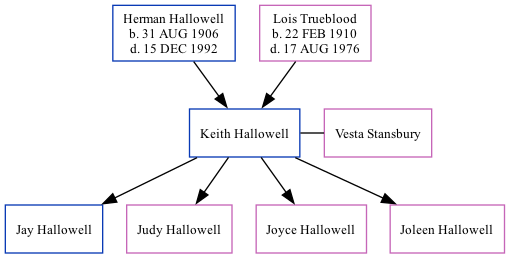 Herman Hallowell
b. 31 AUG 1906
d. 15 DEC 1992
Lois Trueblood
b. 22 FEB 1910
d. 17 AUG 1976
Keith Hallowell
Vesta Stansbury
Jay Hallowell
Judy Hallowell
Joyce Hallowell
Joleen Hallowell